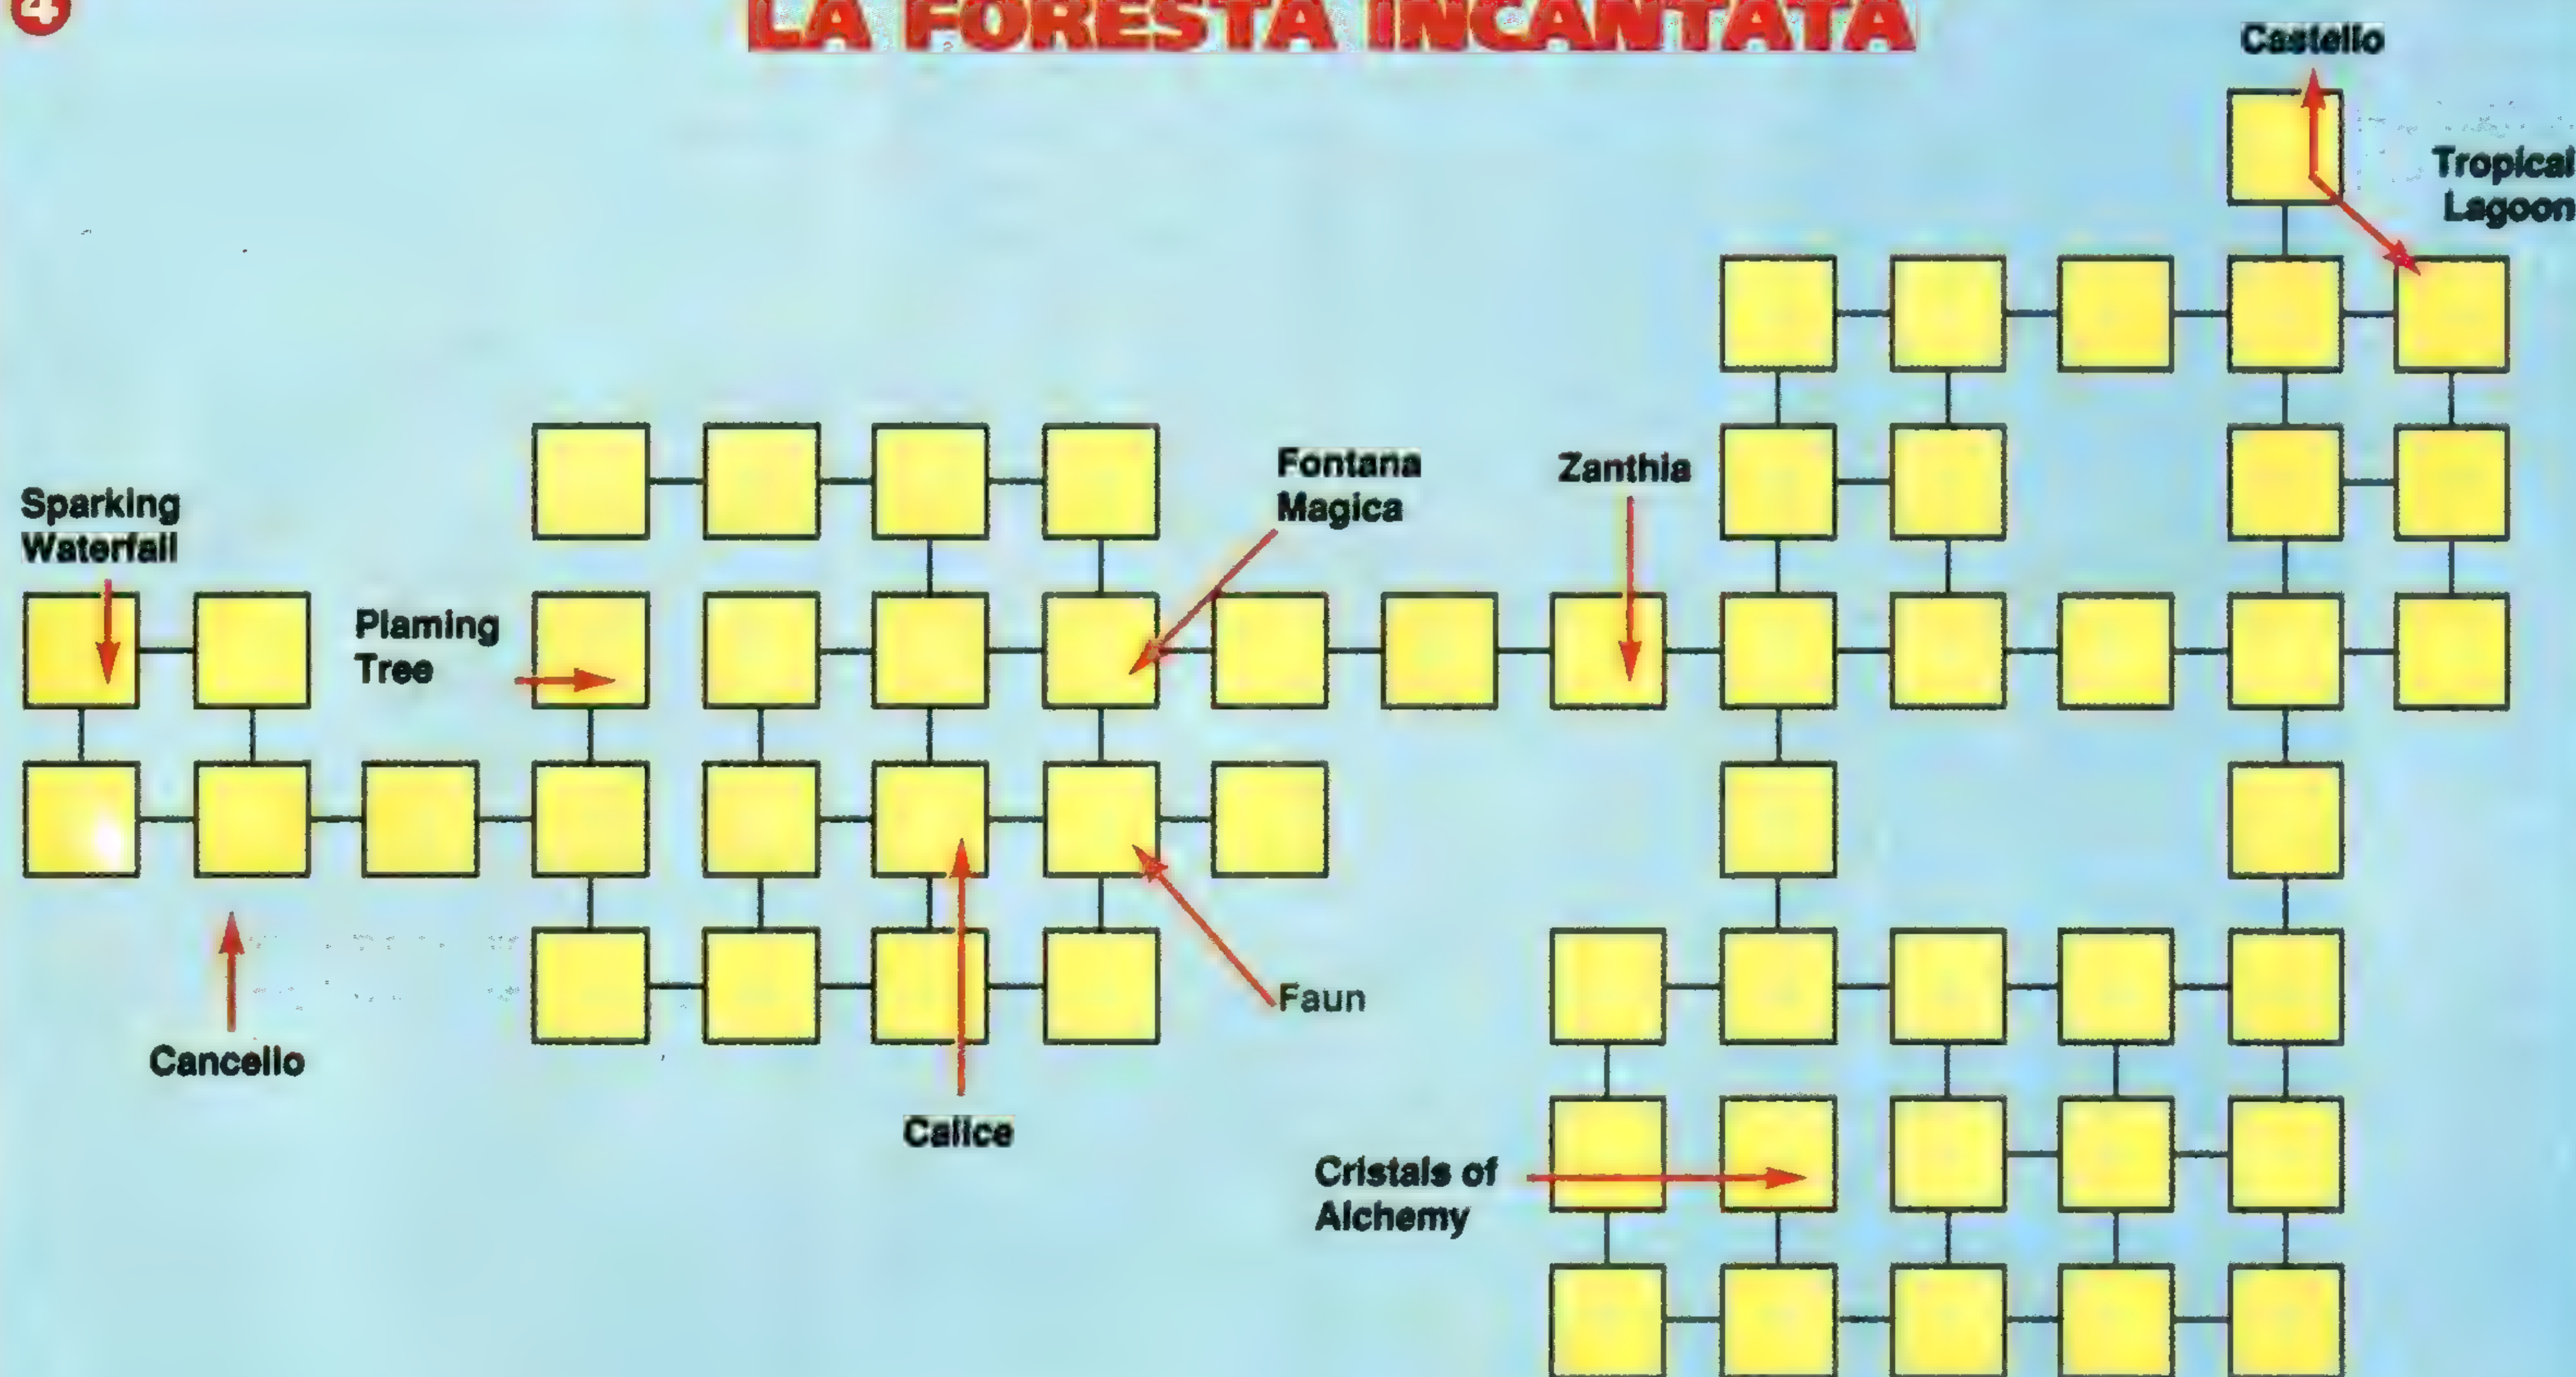 4
LA FORESTA INCANTATA
Castello
Tropical
Lagoon
Fontana
Magica
Zanthia
Sparking
Waterfall
Plaming
Tree
Faun
Cancello
Calice
Cristals of
Alchemy